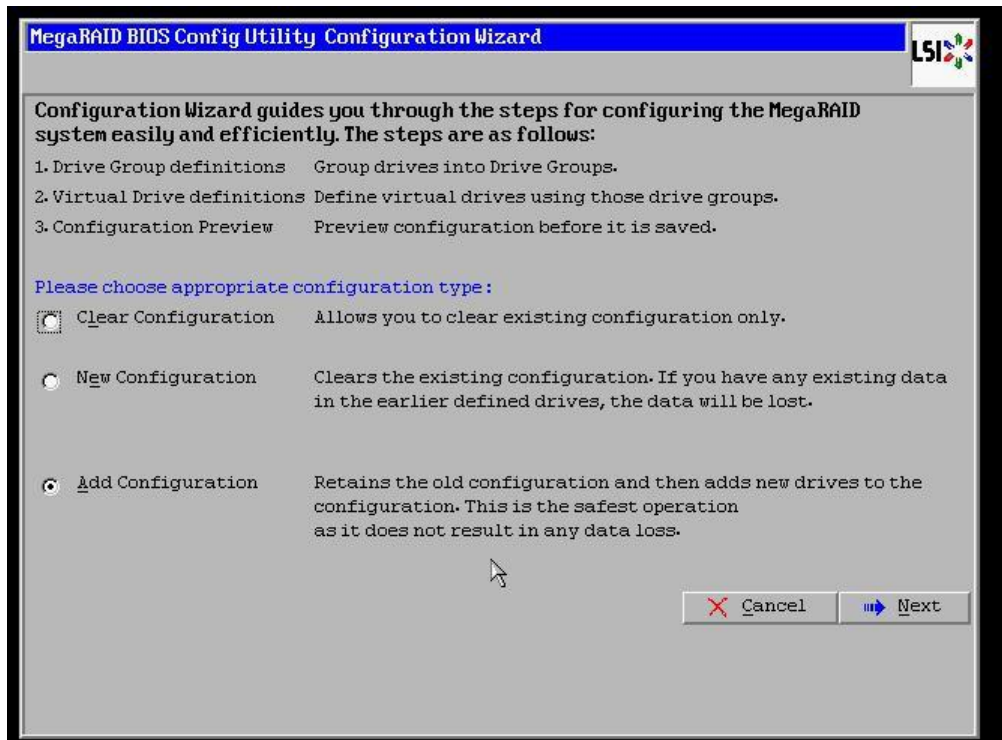 MegaRAID BIOS Config Utility Configuration Wizard
LSI
Configuration Wizard guides you through the steps for configuring the MegaRAID
system easily and efficiently. The steps are as follows:
1. Drive Group definitions Group drives into Drive Groups.
2. Virtual Drive definitions Define virtual drives using those drive groups.
3. Configuration Preview Preview configuration before it is saved.
Please choose appropriate configuration type:
Clear Configuration Allows you to clear existing configuration only.
New Configuration Clears the existing configuration. If you have any existing data
in the earlier defined drives, the data will be lost.
Add Configuration Retains the old configuration and then adds new drives to the
configuration. This is the safest operation
as it does not result in any data loss.
Cancel Next